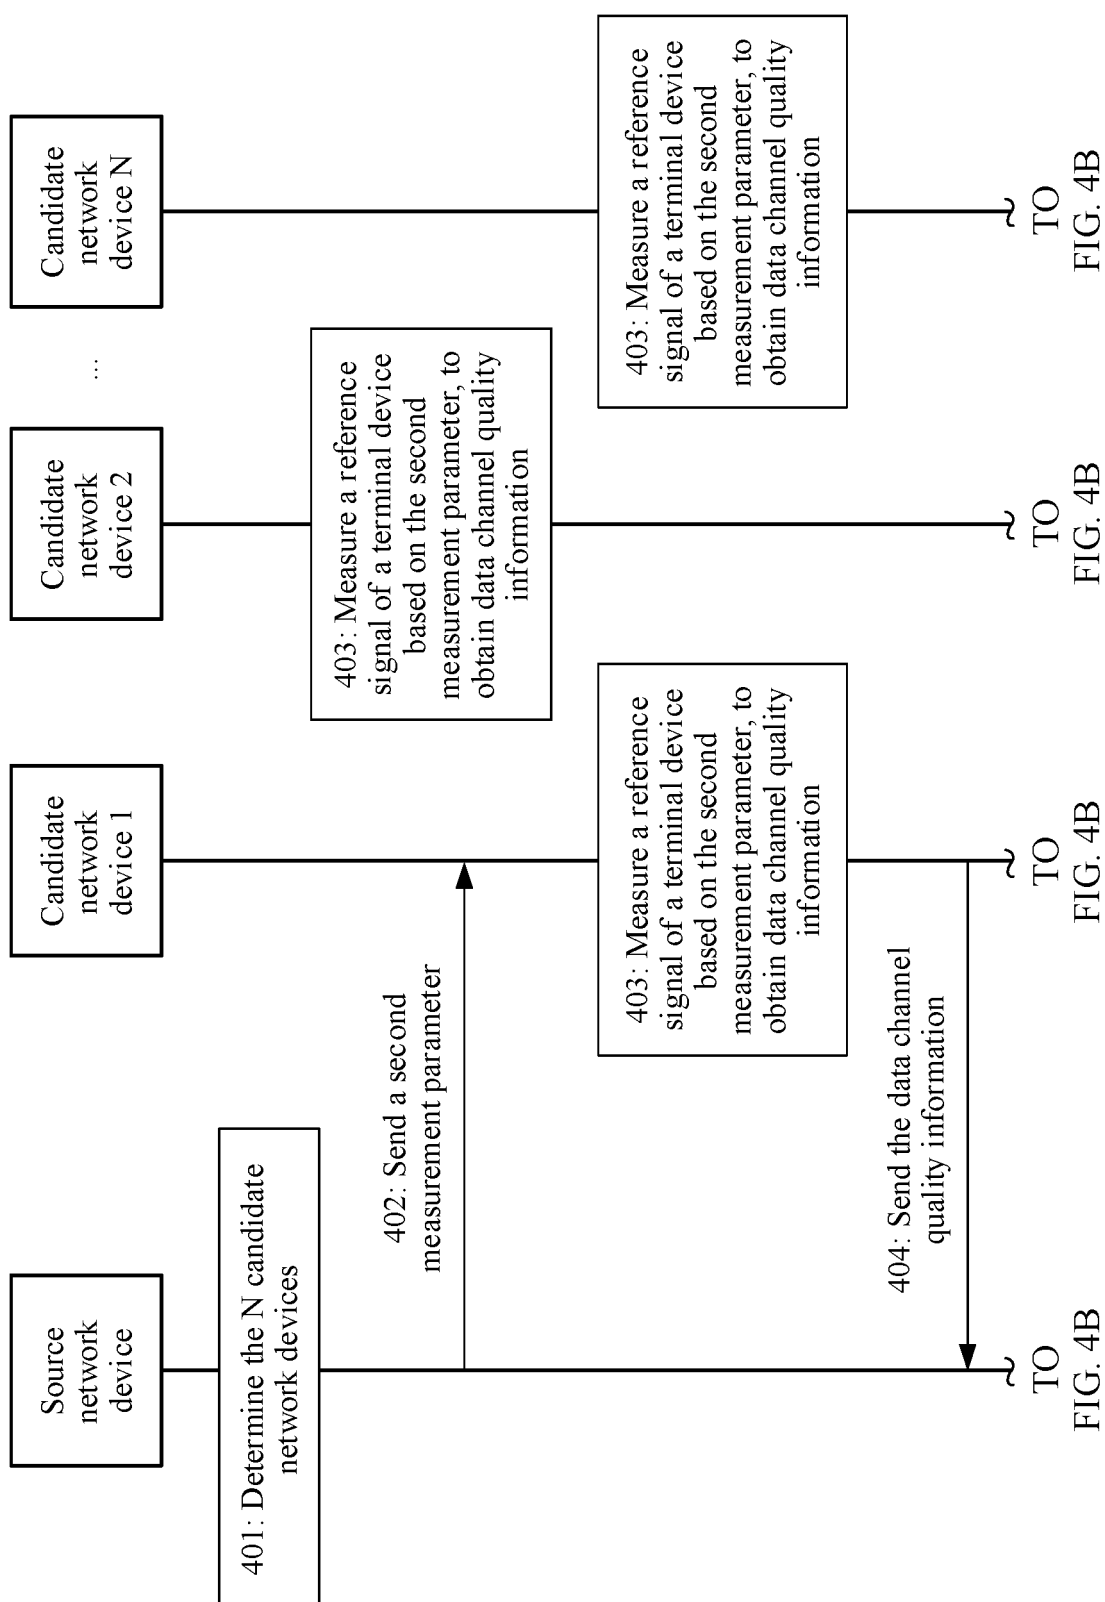 Source
network
device
Candidate
network
device 1
Candidate
network
device 2
...
Candidate
network
device N
401: Determine the N candidate
network devices
402: Send a second
measurement parameter
403: Measure a reference
signal of a terminal device
based on the second
measurement parameter, to
obtain data channel quality
information
403: Measure a reference
signal of a terminal device
based on the second
measurement parameter, to
obtain data channel quality
information
403: Measure a reference
signal of a terminal device
based on the second
measurement parameter, to
obtain data channel quality
information
404: Send the data channel
quality information
TO
FIG. 4B
TO
FIG. 4B
TO
FIG. 4B
TO
FIG. 4B